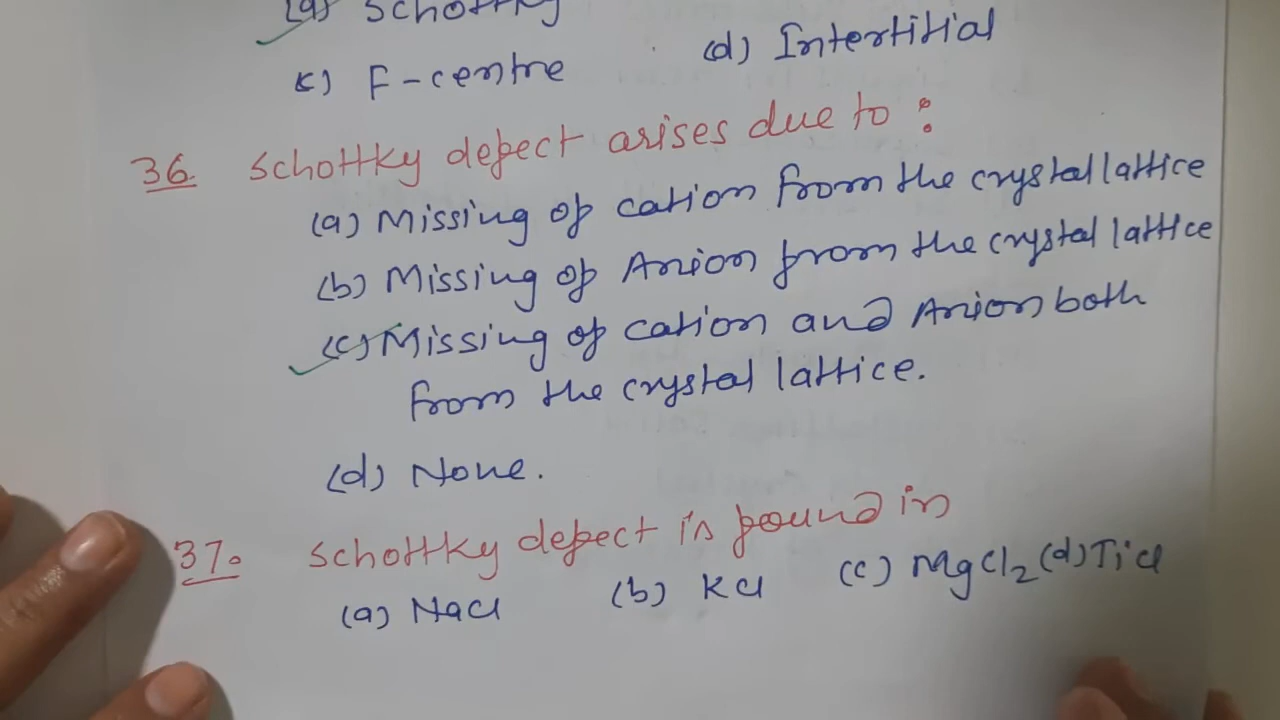 (a) Schottky
(c) F-centre (d) Intertitial
36. Schottky defect arises due to :
(a) Missing of cation from the crystal lattice
(b) Missing of Anion from the crystal lattice
(c) Missing of cation and Anion both
from the crystal lattice.
(d) None.
37. Schottky defect is found in
(a) NaCl (b) KCl (c) MgCl2 (d) TiCl